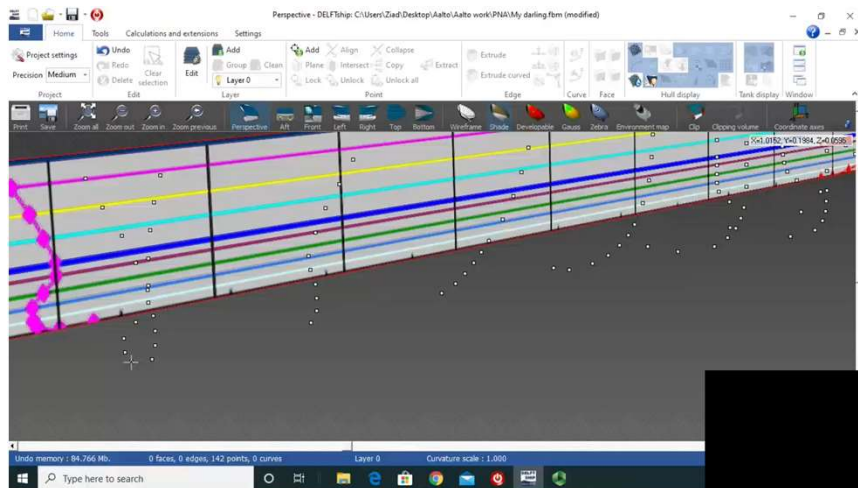 Perspective - DELFTship: C:\Users\Ziad\Desktop\Aalto\Aalto work\PNA\My darling.fbm (modified)
Home Tools Calculations and extensions Settings
Project settings Undo Add Add Align Collapse Extrude
Redo Group Clean Plane Intersect Copy Extract
Precision Medium Delete Clear selection Edit Layer 0 Lock Unlock Unlock all Extrude curved
Project Edit Layer Point Edge Curve Face Hull display Tank display Window
Print Save Zoom all Zoom out Zoom in Zoom previous Perspective Aft Front Left Right Top Bottom Wireframe Shade Developable Gauss Zebra Environment map Clip Clipping volume Coordinate axes
X=1.0152, Y=0.1984, Z=0.0595
Undo memory : 84.766 Mb. 0 faces, 0 edges, 142 points, 0 curves Layer 0 Curvature scale : 1.000
Type here to search